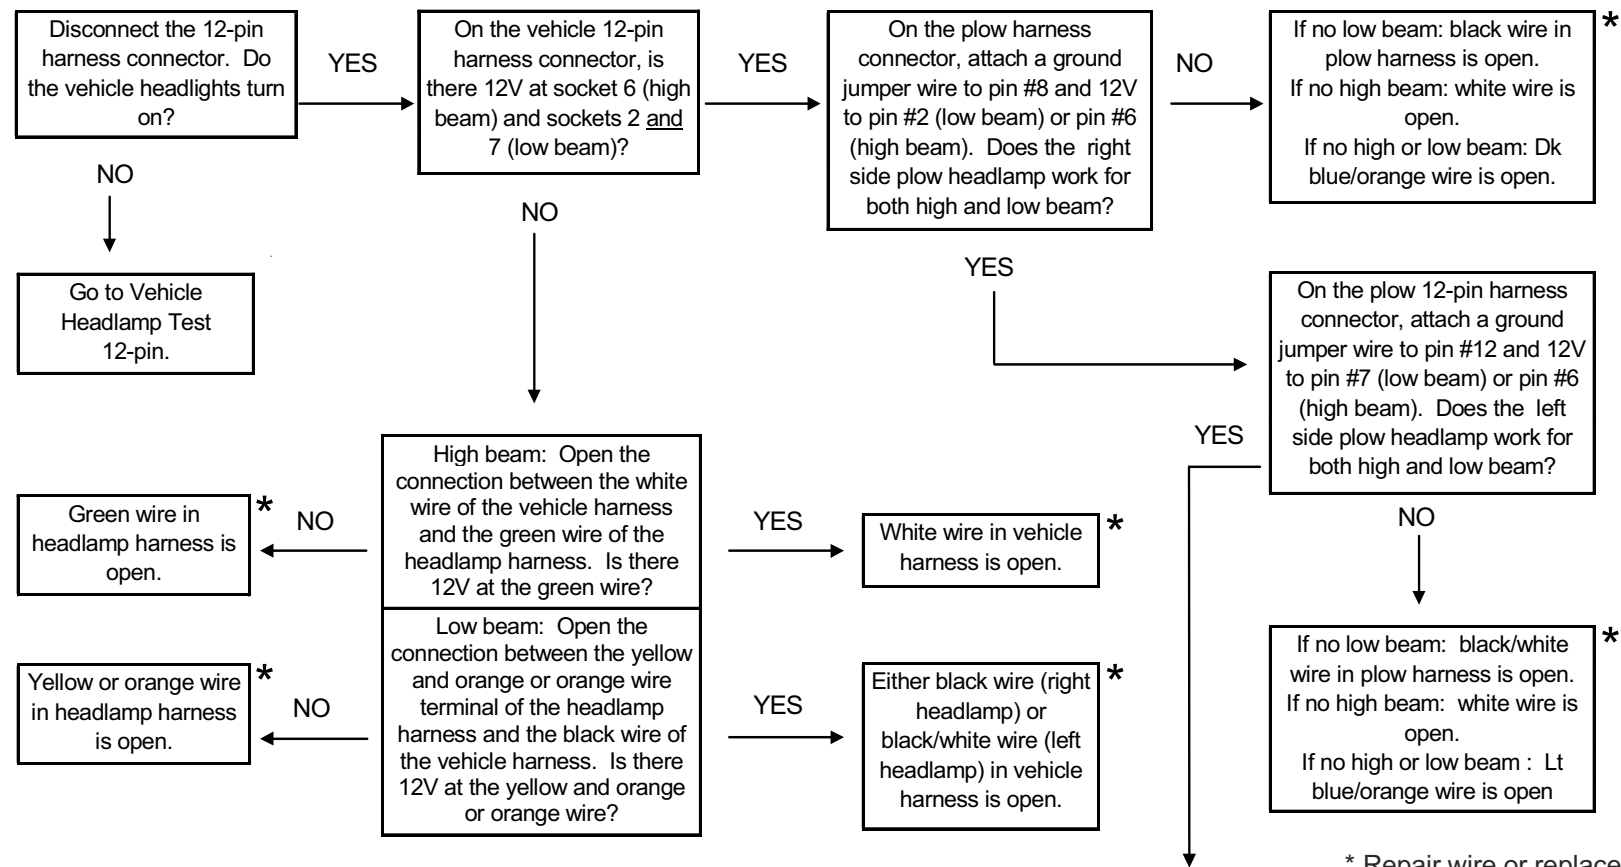 Disconnect the 12-pin
harness connector. Do
the vehicle headlights turn
on?
YES
On the vehicle 12-pin
harness connector, is
there 12V at socket 6 (high
beam) and sockets 2 and
7 (low beam)?
YES
On the plow harness
connector, attach a ground
jumper wire to pin #8 and 12V
to pin #2 (low beam) or pin #6
(high beam). Does the right
side plow headlamp work for
both high and low beam?
NO
If no low beam: black wire in
plow harness is open.
If no high beam: white wire is
open.
If no high or low beam: Dk
blue/orange wire is open.
*
NO
Go to Vehicle
Headlamp Test
12-pin.
NO
YES
On the plow 12-pin harness
connector, attach a ground
jumper wire to pin #12 and 12V
to pin #7 (low beam) or pin #6
(high beam). Does the left
side plow headlamp work for
both high and low beam?
YES
NO
High beam: Open the
connection between the white
wire of the vehicle harness
and the green wire of the
headlamp harness. Is there
12V at the green wire?
NO
Green wire in
headlamp harness is
open.
*
YES
White wire in vehicle
harness is open.
*
Low beam: Open the
connection between the yellow
and orange or orange wire
terminal of the headlamp
harness and the black wire of
the vehicle harness. Is there
12V at the yellow and orange
or orange wire?
NO
Yellow or orange wire
in headlamp harness
is open.
*
YES
Either black wire (right
headlamp) or
black/white wire (left
headlamp) in vehicle
harness is open.
*
If no low beam: black/white
wire in plow harness is open.
If no high beam: white wire is
open.
If no high or low beam : Lt
blue/orange wire is open
*
* Repair wire or replace